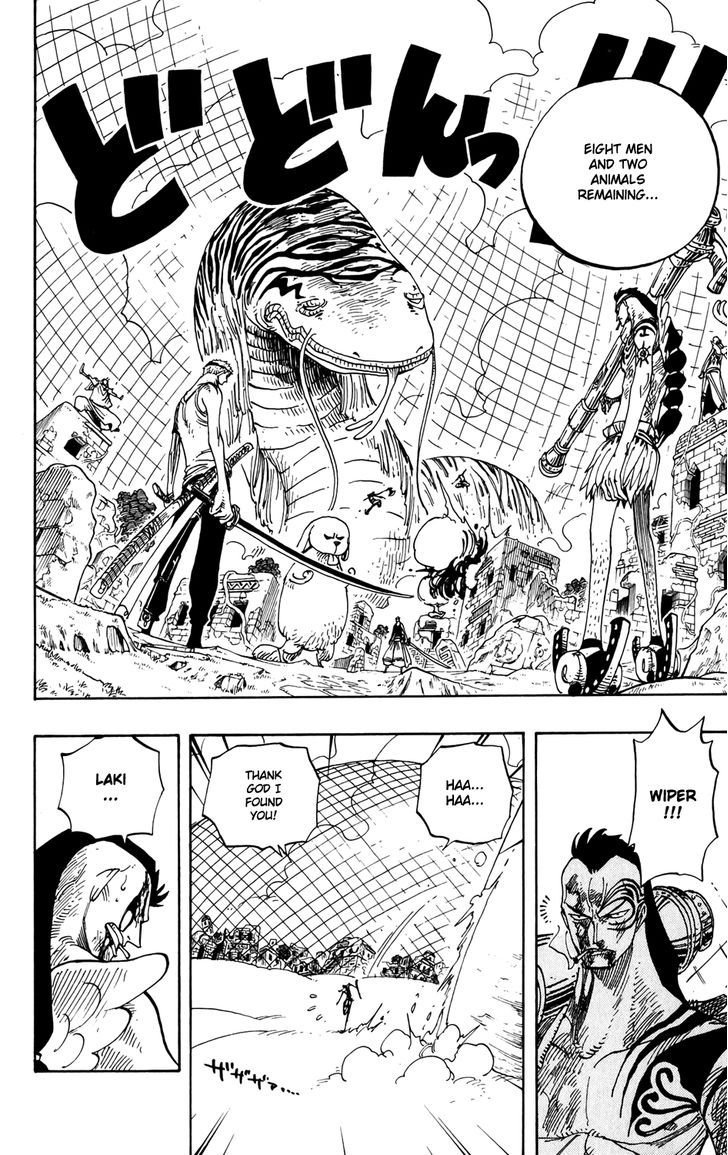 EIGHT MEN
AND TWO
ANIMALS
REMAINING...
どどんっ!!!
WIPER
!!!
HAA...
HAA...
THANK
GOD I
FOUND
YOU!
ザザザザァ....
LAKI
...